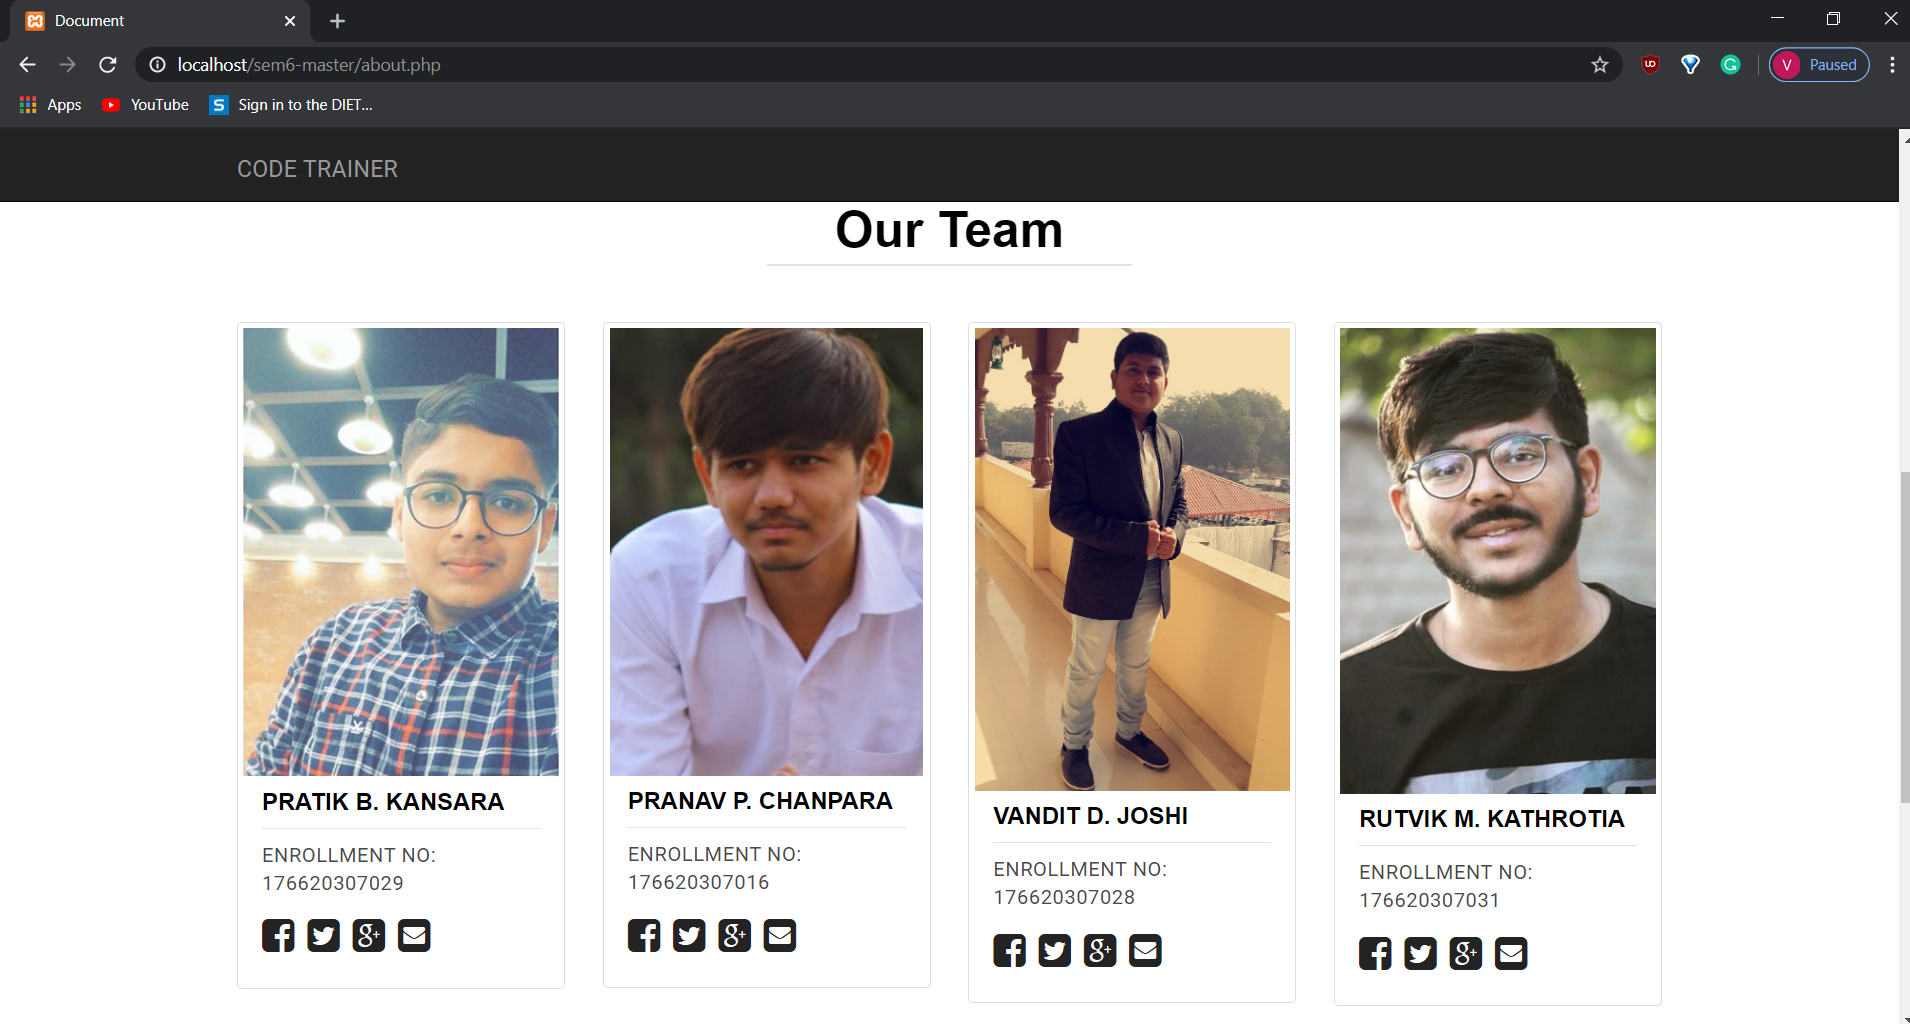 Document
localhost/sem6-master/about.php
V Paused
Apps YouTube S Sign in to the DIET...
CODE TRAINER
Our Team
PRATIK B. KANSARA
ENROLLMENT NO:
176620307029
PRANAV P. CHANPARA
ENROLLMENT NO:
176620307016
VANDIT D. JOSHI
ENROLLMENT NO:
176620307028
RUTVIK M. KATHROTIA
ENROLLMENT NO:
176620307031